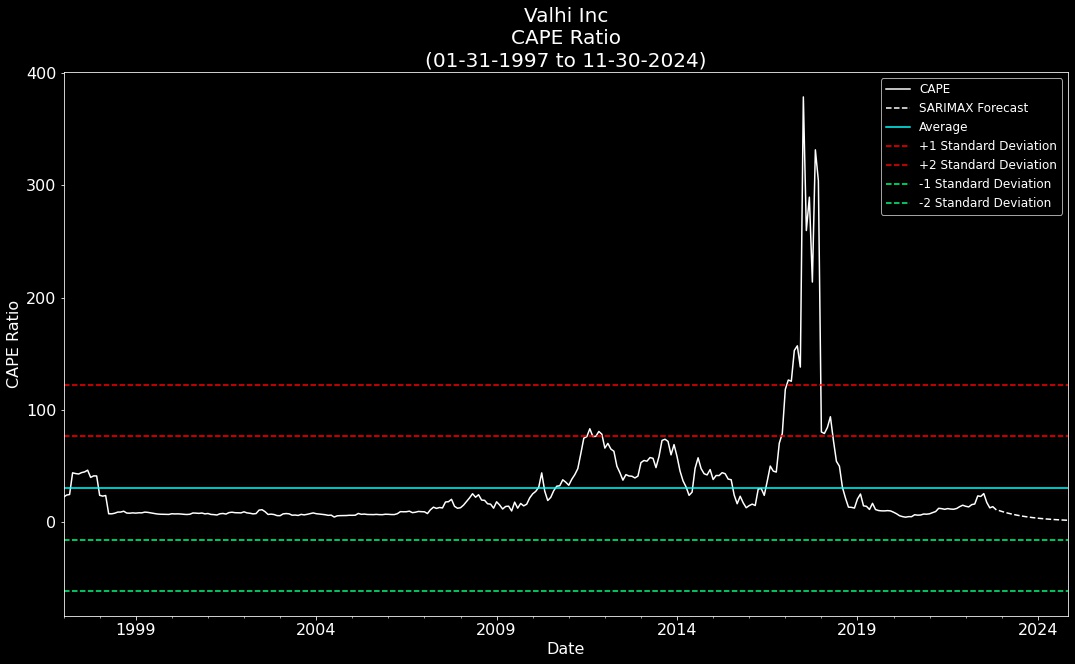 Valhi Inc
CAPE Ratio
(01-31-1997 to 11-30-2024)
CAPE
SARIMAX Forecast
Average
+1 Standard Deviation
+2 Standard Deviation
-1 Standard Deviation
-2 Standard Deviation
CAPE Ratio
400
300
200
100
0
1999
2004
2009
2014
2019
2024
Date